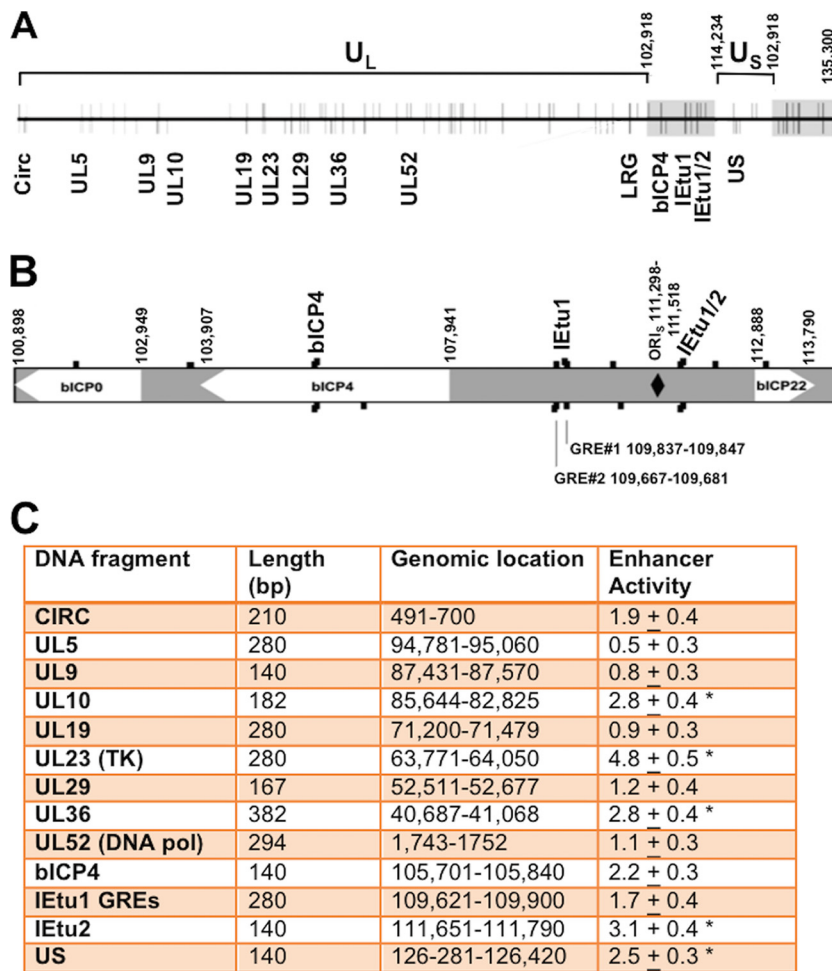 A
U_L
102,918
114,234
U_S
102,918
135,300
Circ
UL5
UL9
UL10
UL19
UL23
UL29
UL36
UL52
LRG
bICP4
IEtu1
IEtu1/2
US
B
100,898
102,949
103,907
bICP4
107,941
IEtu1
ORI_S 111,298-
111,518
IEtu1/2
112,888
113,790
bICP0
bICP4
bICP22
GRE#1 109,837-109,847
GRE#2 109,667-109,681
C
DNA fragment Length (bp) Genomic location Enhancer Activity
CIRC 210 491-700 1.9 ± 0.4
UL5 280 94,781-95,060 0.5 + 0.3
UL9 140 87,431-87,570 0.8 ± 0.3
UL10 182 85,644-82,825 2.8 ± 0.4 *
UL19 280 71,200-71,479 0.9 ± 0.3
UL23 (TK) 280 63,771-64,050 4.8 ± 0.5 *
UL29 167 52,511-52,677 1.2 ± 0.4
UL36 382 40,687-41,068 2.8 ± 0.4 *
UL52 (DNA pol) 294 1,743-1752 1.1 ± 0.3
bICP4 140 105,701-105,840 2.2 ± 0.3
IEtu1 GREs 280 109,621-109,900 1.7 ± 0.4
IEtu2 140 111,651-111,790 3.1 ± 0.4 *
US 140 126-281-126,420 2.5 ± 0.3 *